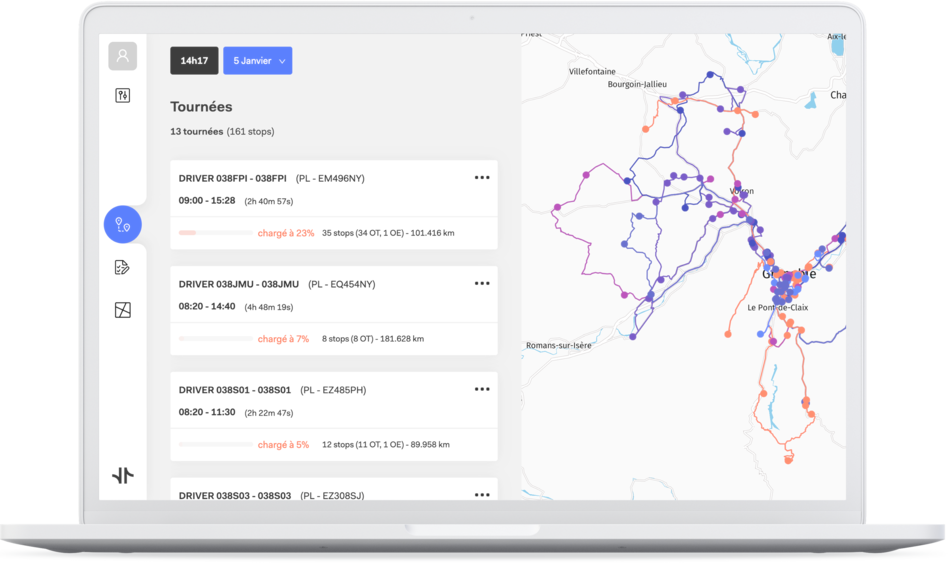 14h17
5 Janvier
Tournées
13 tournées (161 stops)
DRIVER 038FPI - 038FPI (PL - EM496NY)
09:00 - 15:28 (2h 40m 57s)
chargé à 23% 35 stops (34 OT, 1 OE) - 101.416 km
DRIVER 038JMU - 038JMU (PL - EQ454NY)
08:20 - 14:40 (4h 48m 19s)
chargé à 7% 8 stops (8 OT) - 181.628 km
DRIVER 038S01 - 038S01 (PL - EZ485PH)
08:20 - 11:30 (2h 22m 47s)
chargé à 5% 12 stops (11 OT, 1 OE) - 89.958 km
DRIVER 038S03 - 038S03 (PL - EZ308SJ)
Aix-le
Villefontaine
Bourgoin-Jallieu
Cha
Voiron
Le Pont-de-Claix
Romans-sur-Isère